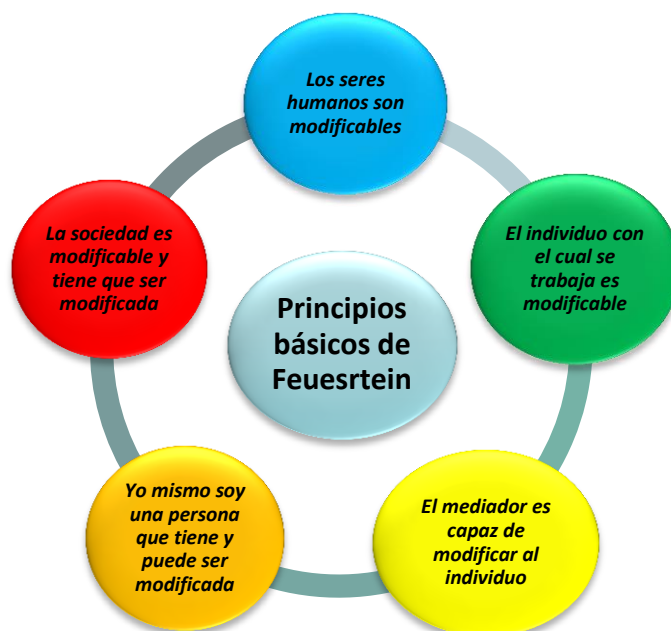 Los seres
humanos son
modificables
El individuo con
el cual se
trabaja es
modificable
El mediador es
capaz de
modificar al
individuo
Yo mismo soy
una persona
que tiene y
puede ser
modificada
La sociedad es
modificable y
tiene que ser
modificada
Principios
básicos de
Feuesrtein